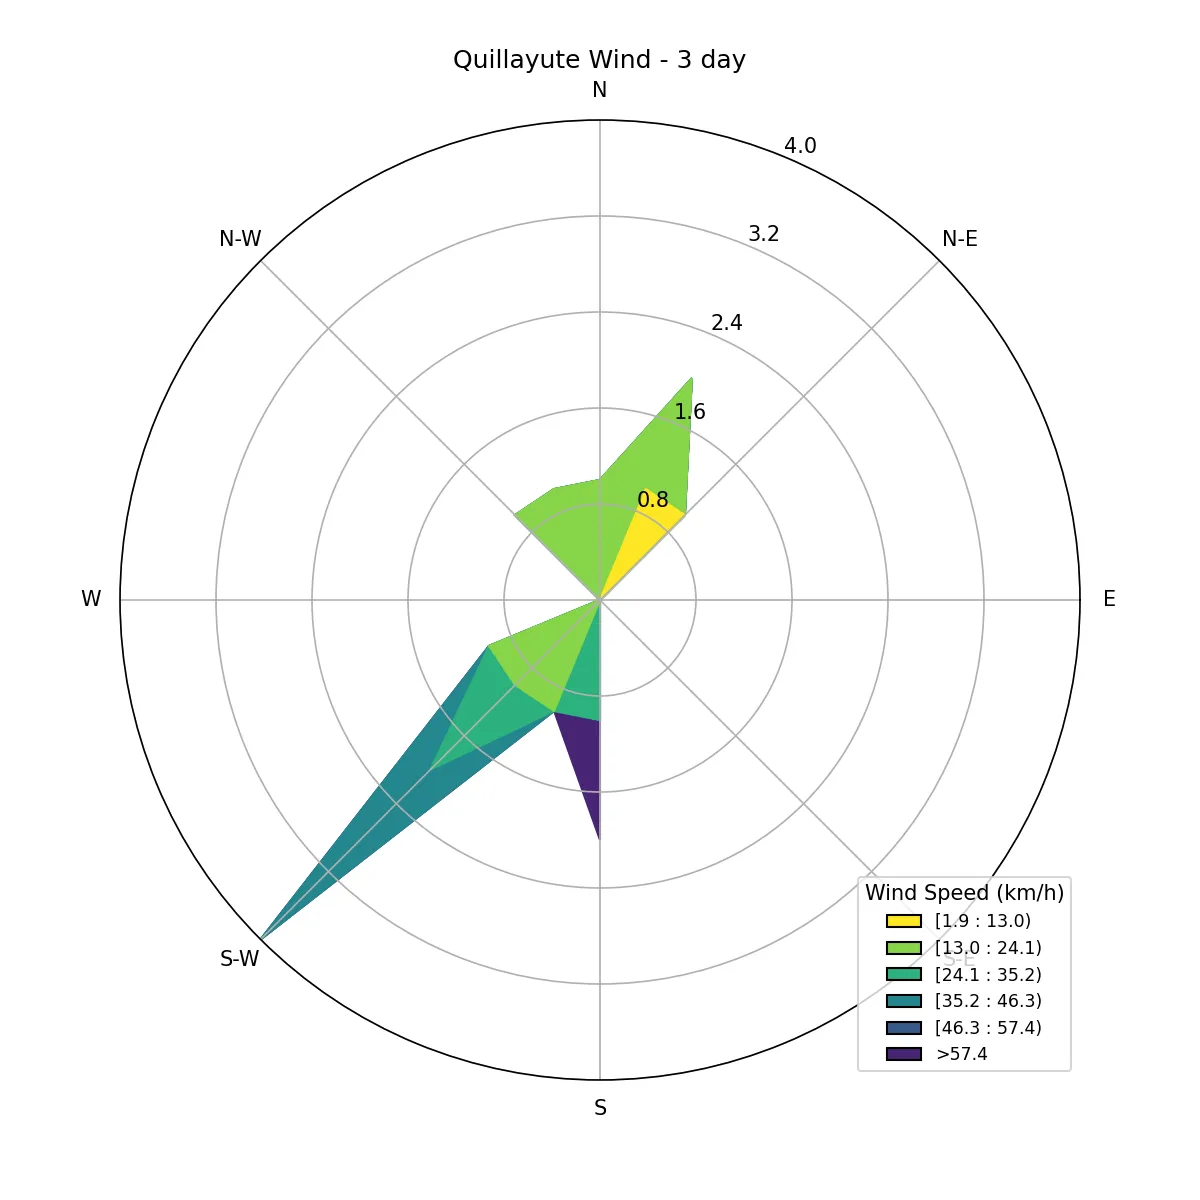 Quillayute Wind - 3 day
N
4.0
N-W
3.2
N-E
2.4
1.6
0.8
W
E
Wind Speed (km/h)
[1.9 : 13.0)
[13.0 : 24.1)
S-W
S-E
[24.1 : 35.2)
[35.2 : 46.3)
[46.3 : 57.4)
>57.4
S